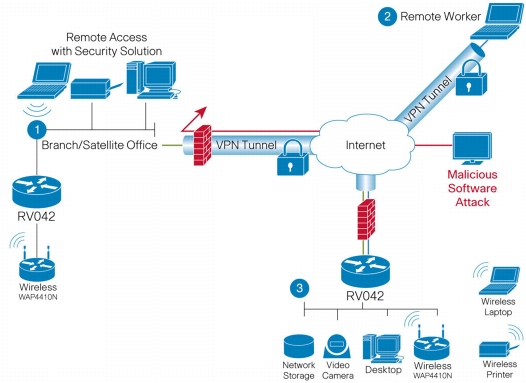 2 Remote Worker
Remote Access
with Security Solution
1
Branch/Satellite Office
VPN Tunnel
VPN Tunnel
Internet
Malicious
Software
Attack
RV042
Wireless
WAP4410N
3
RV042
Network
Storage
Video
Camera
Desktop
Wireless
WAP4410N
Wireless
Laptop
Wireless
Printer